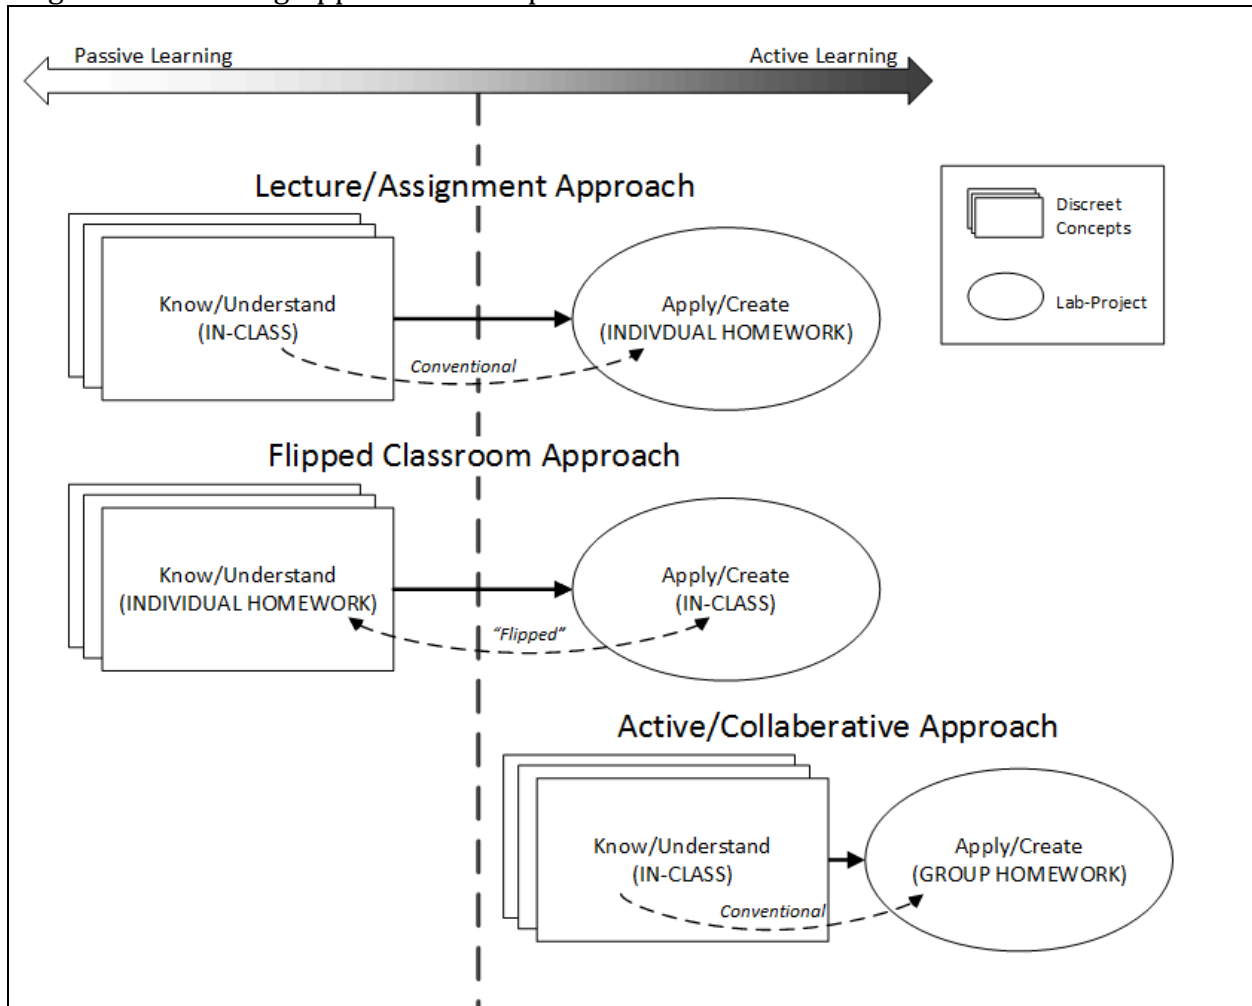 Passive Learning
Active Learning
Lecture/Assignment Approach
Discreet
Concepts
Lab-Project
Know/Understand
(IN-CLASS)
Apply/Create
(INDIVDUAL HOMEWORK)
Conventional
Flipped Classroom Approach
Know/Understand
(INDIVIDUAL HOMEWORK)
Apply/Create
(IN-CLASS)
“Flipped”
Active/Collaberative Approach
Know/Understand
(IN-CLASS)
Apply/Create
(GROUP HOMEWORK)
Conventional